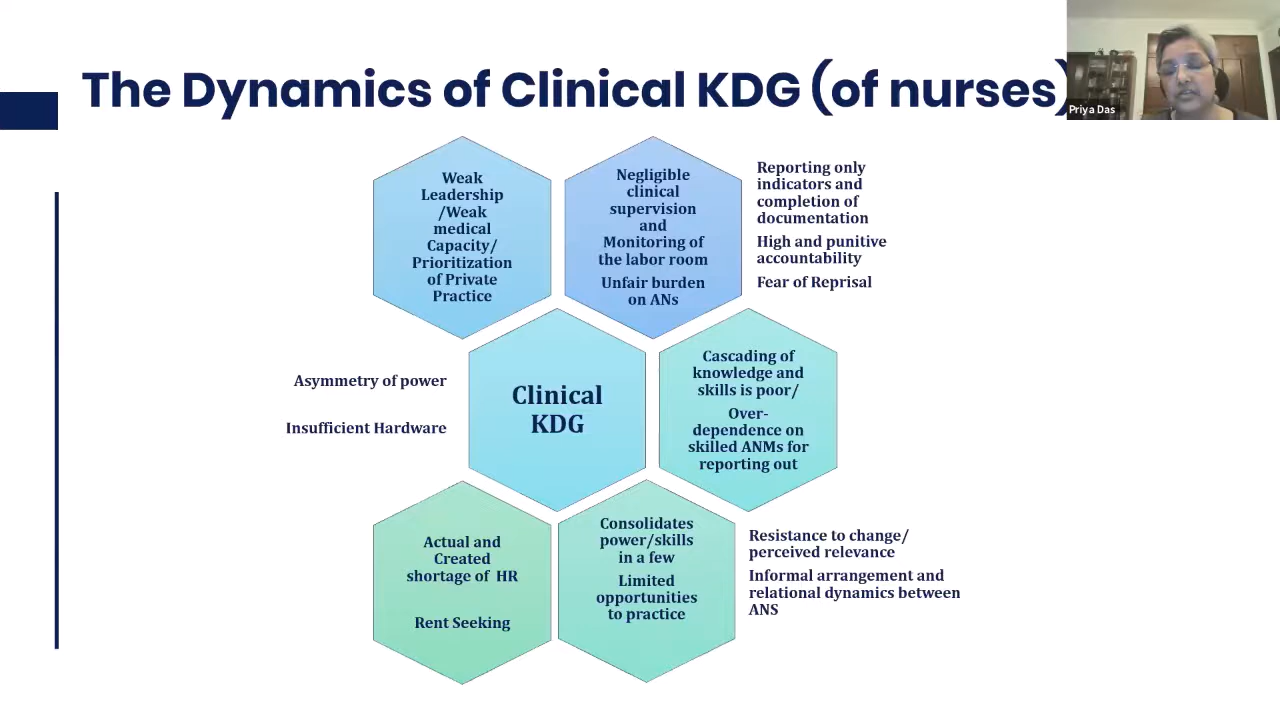 The Dynamics of Clinical KDG (of nurses)
Priya Das
Weak
Leadership
/Weak
medical
Capacity/
Prioritization
of Private
Practice
Negligible
clinical
supervision
and
Monitoring of
the labor room
Unfair burden
on ANs
Reporting only
indicators and
completion of
documentation
High and punitive
accountability
Fear of Reprisal
Asymmetry of power
Insufficient Hardware
Clinical
KDG
Cascading of
knowledge and
skills is poor/
Over-
dependence on
skilled ANMs for
reporting out
Actual and
Created
shortage of HR
Rent Seeking
Consolidates
power/skills
in a few
Limited
opportunities
to practice
Resistance to change/
perceived relevance
Informal arrangement and
relational dynamics between
ANS